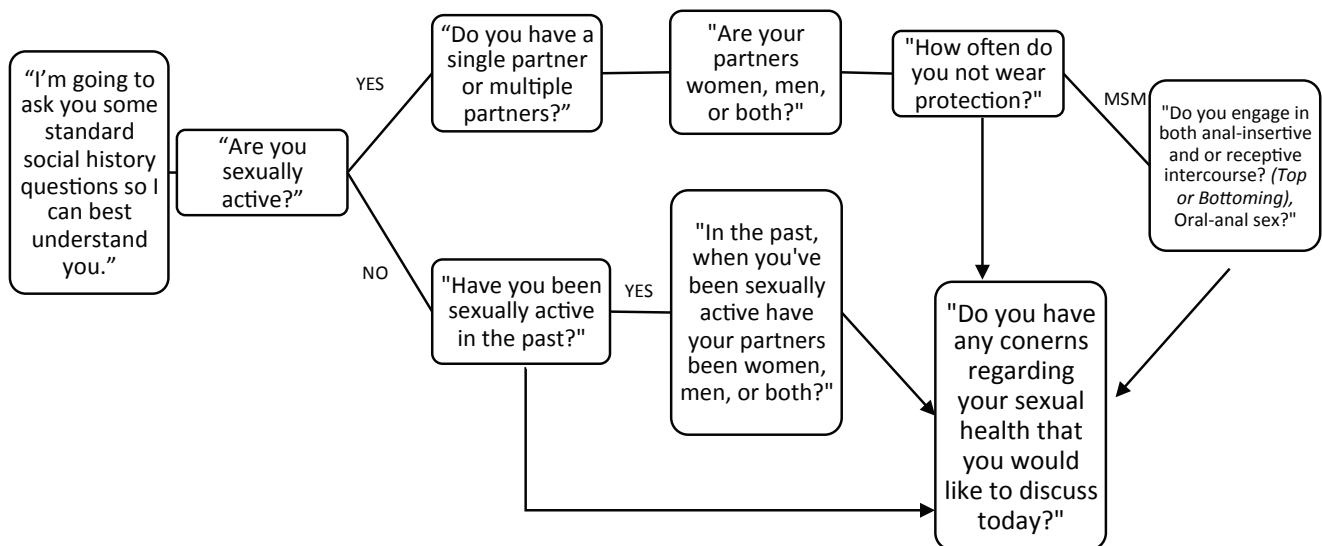 “I’m going to
ask you some
standard
social history
questions so I
can best
understand
you.”
“Are you
sexually
active?”
YES
“Do you have a
single partner
or multiple
partners?”
"Are your
partners
women, men,
or both?"
"How often do
you not wear
protection?"
MSM
"Do you engage in
both anal-insertive
and or receptive
intercourse? (Top
or Bottoming),
Oral-anal sex?"
NO
"Have you been
sexually active
in the past?"
YES
"In the past,
when you've
been sexually
active have
your partners
been women,
men, or both?"
"Do you have
any conerns
regarding
your sexual
health that
you would
like to discuss
today?"